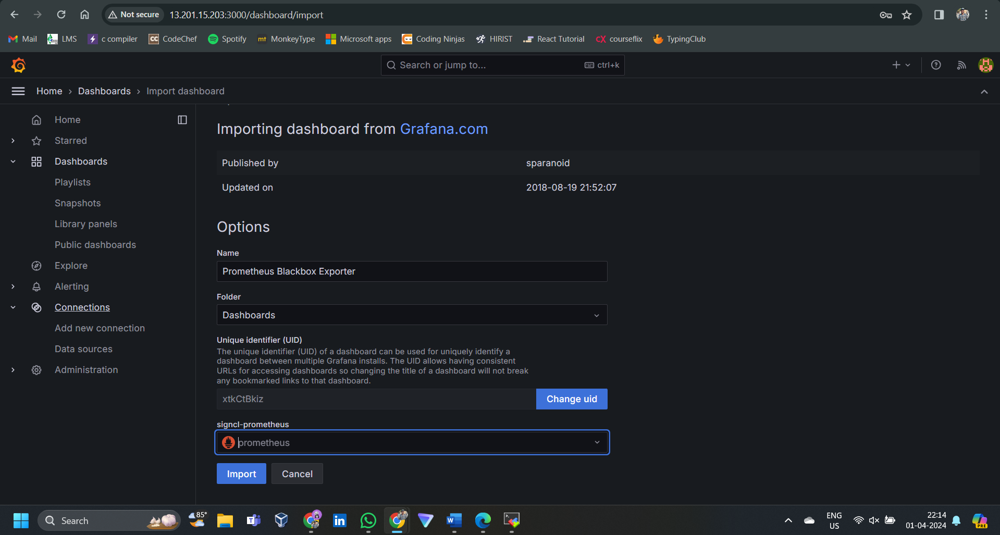 Not secure
13.201.15.203:3000/dashboard/import
Mail
LMS
c compiler
CC CodeChef
Spotify
mt MonkeyType
Microsoft apps
Coding Ninjas
HIRIST
React Tutorial
CX courseflix
TypingClub
Search or jump to...
ctrl+k
Home › Dashboards › Import dashboard
Home
Starred
Dashboards
Playlists
Snapshots
Library panels
Public dashboards
Explore
Alerting
Connections
Add new connection
Data sources
Administration
Importing dashboard from Grafana.com
Published by sparanoid
Updated on 2018-08-19 21:52:07
Options
Name
Prometheus Blackbox Exporter
Folder
Dashboards
Unique identifier (UID)
The unique identifier (UID) of a dashboard can be used for uniquely identify a
dashboard between multiple Grafana installs. The UID allows having consistent
URLs for accessing dashboards so changing the title of a dashboard will not break
any bookmarked links to that dashboard.
xtkCtBkiz
Change uid
signcl-prometheus
prometheus
Import
Cancel
Search
85°
ENG
US
22:14
01-04-2024
PRE